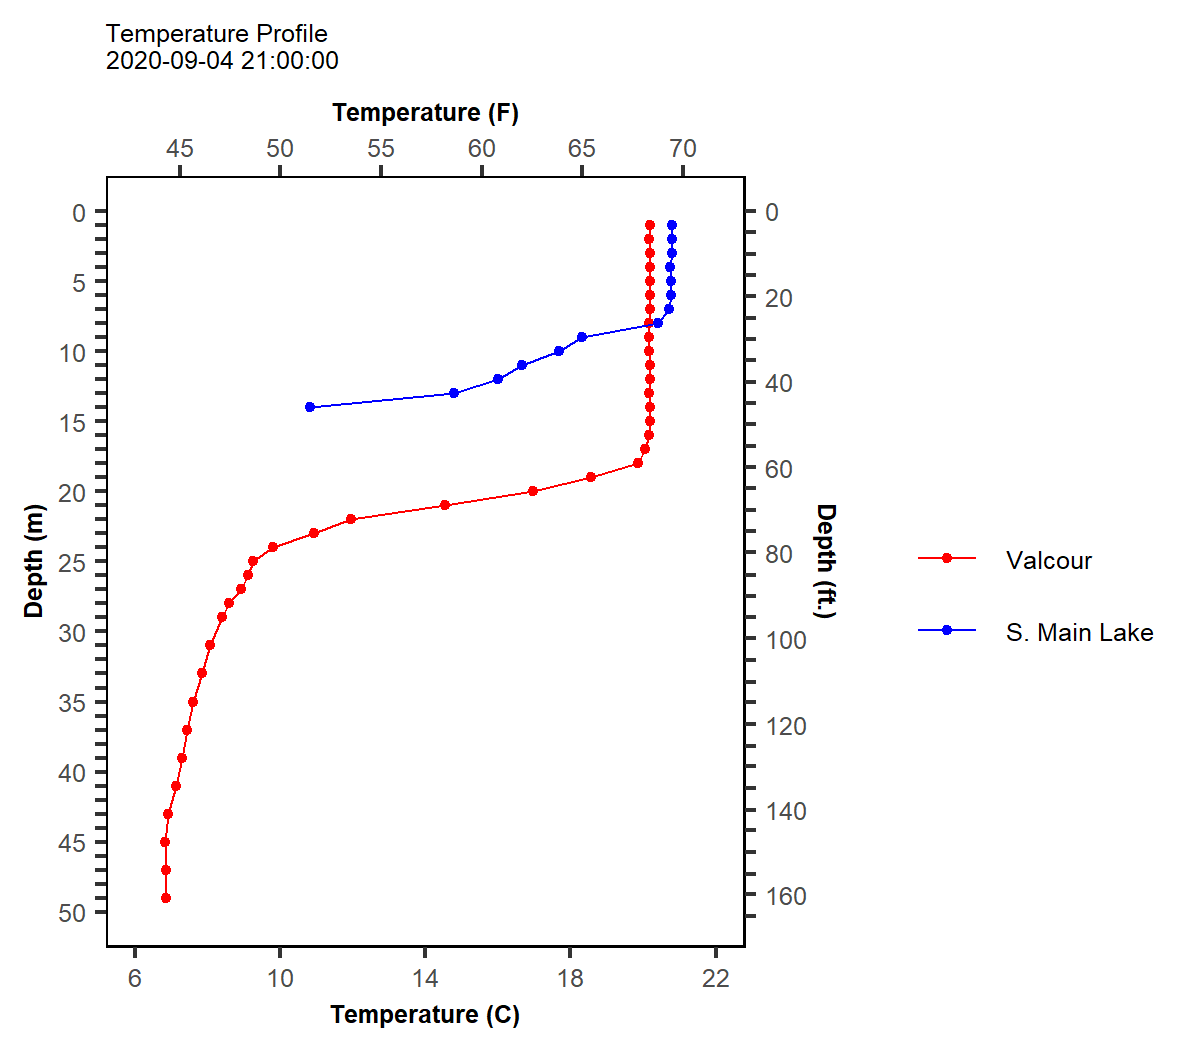 Temperature Profile
2020-09-04 21:00:00
Temperature (F)
45 50 55 60 65 70
0 0
5
20
10
40
15
60
20
80
25
100
30
120
35
140
40
160
45
50
Depth (m)
Depth (ft.)
Valcour
S. Main Lake
6 10 14 18 22
Temperature (C)